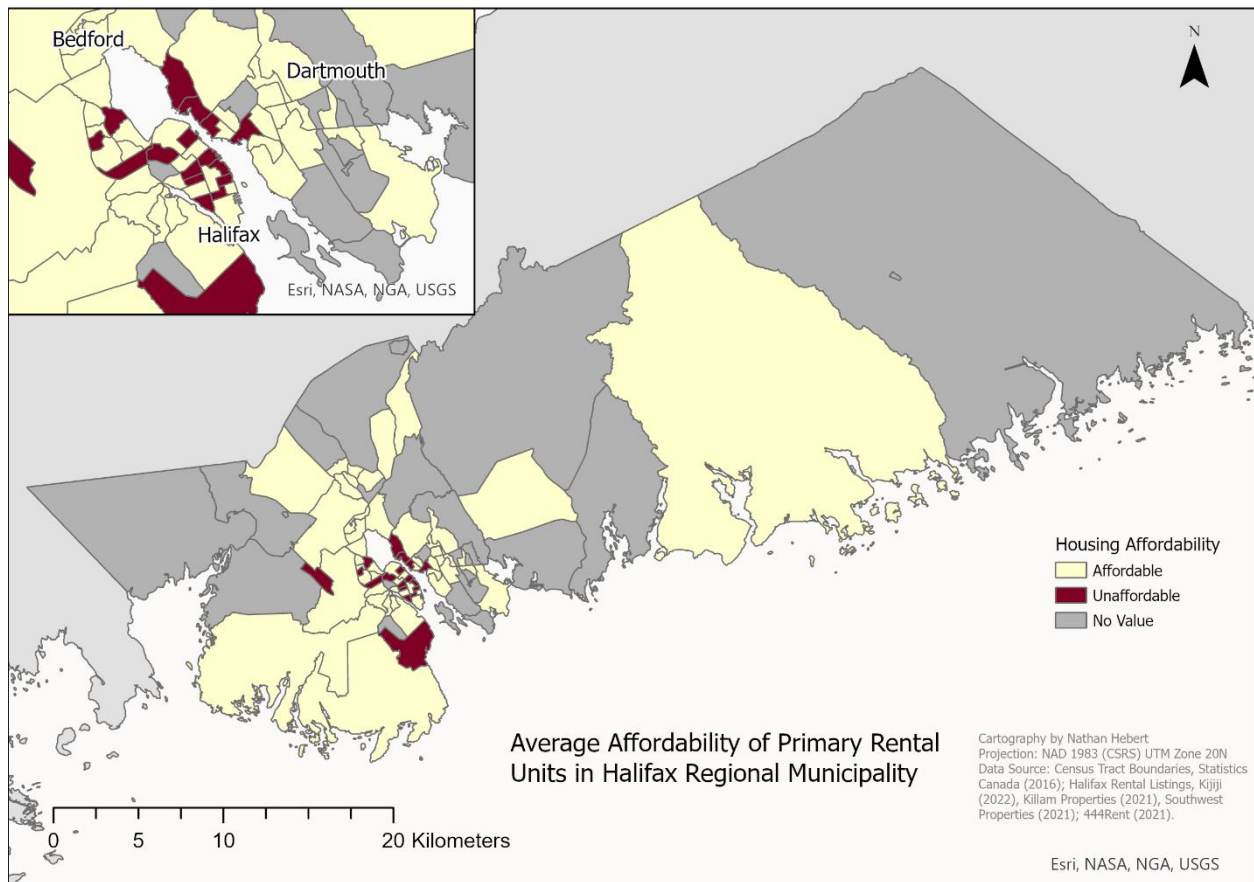 Bedford
Dartmouth
Halifax
Esri, NASA, NGA, USGS
N
Housing Affordability
Affordable
Unaffordable
No Value
Average Affordability of Primary Rental
Units in Halifax Regional Municipality
Cartography by Nathan Hebert
Projection: NAD 1983 (CSRS) UTM Zone 20N
Data Source: Census Tract Boundaries, Statistics
Canada (2016); Halifax Rental Listings, Kijiji
(2022), Killam Properties (2021), Southwest
Properties (2021); 444Rent (2021).
0 5 10 20 Kilometers
Esri, NASA, NGA, USGS